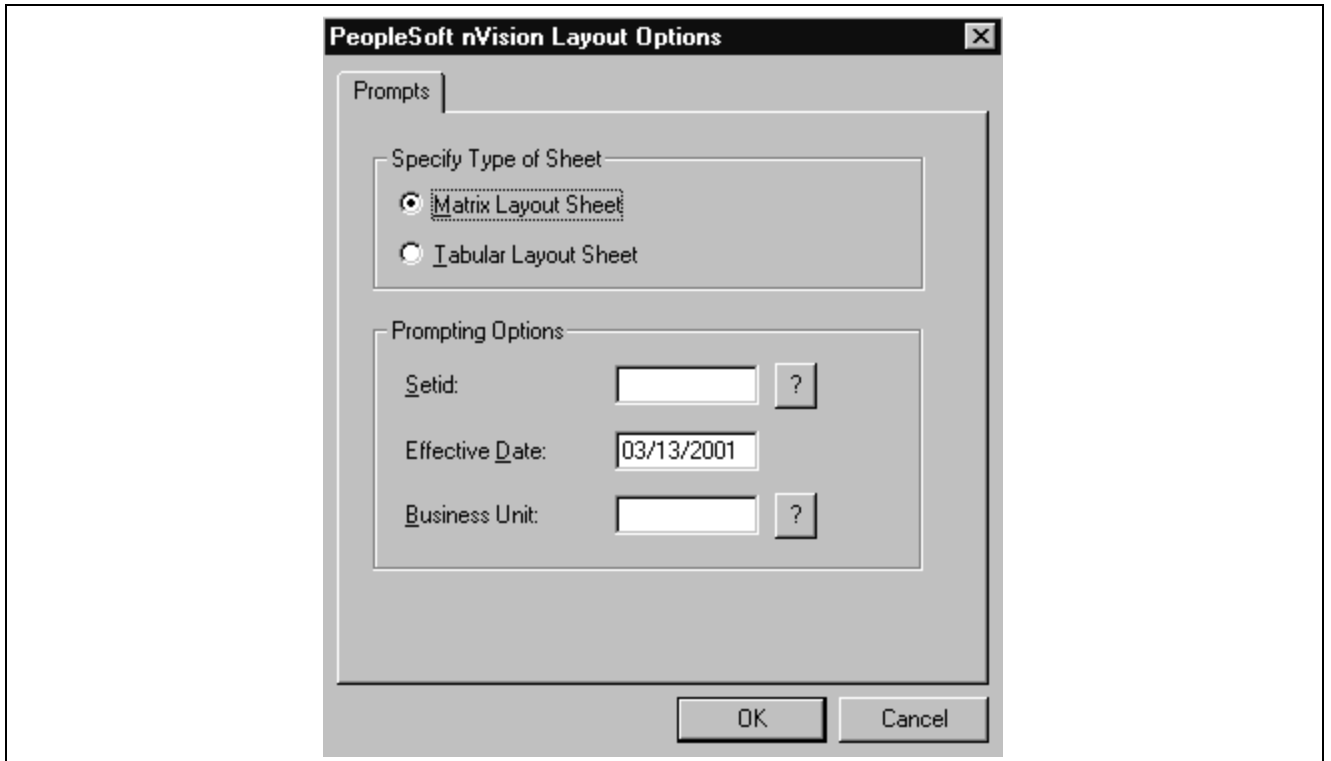 PeopleSoft nVision Layout Options
Prompts
Specify Type of Sheet
Matrix Layout Sheet
Tabular Layout Sheet
Prompting Options
Setid: ?
Effective Date: 03/13/2001
Business Unit: ?
OK Cancel